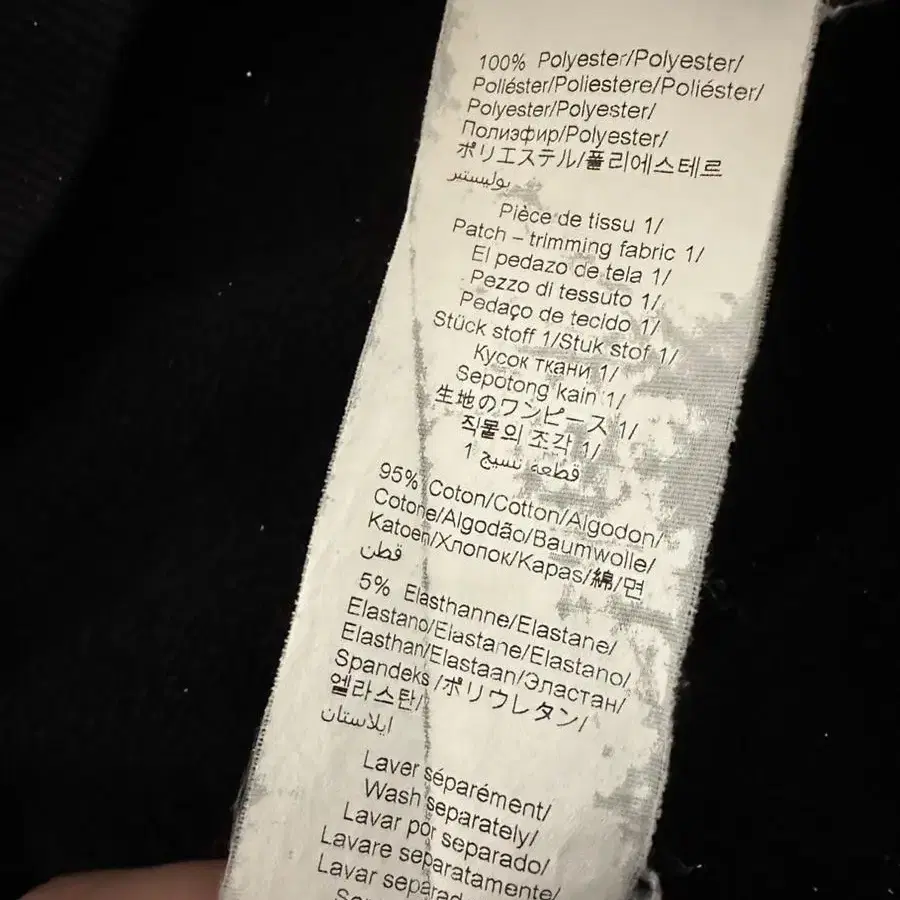 100% Polyester/Polyester/
Poliéster/Poliestere/Poliéster/
Polyester/Polyester/
Полиэфир/Polyester/
ポリエステル/폴리에스테르
بوليستير
Pièce de tissu 1/
Patch – trimming fabric 1/
El pedazo de tela 1/
Pezzo di tessuto 1/
Pedaço de tecido 1/
Stück stoff 1/Stuk stof 1/
Кусок ткани 1/
Sepotong kain 1/
生地のワンピース 1/
직물의 조각 1/
قطعة نسيج 1
95% Coton/Cotton/Algodon/
Cotone/Algodão/Baumwolle/
Katoen/Хлопок/Kapas/綿/면
قطن
5% Elasthanne/Elastane/
Elastano/Elastane/Elastano/
Elasthan/Elastaan/Эластан/
Spandeks /ポリウレタン/
엘라스탄/
ايلاستان
Laver séparément/
Wash separately/
Lavar por separado/
Lavare separatamente/
Lavar separad